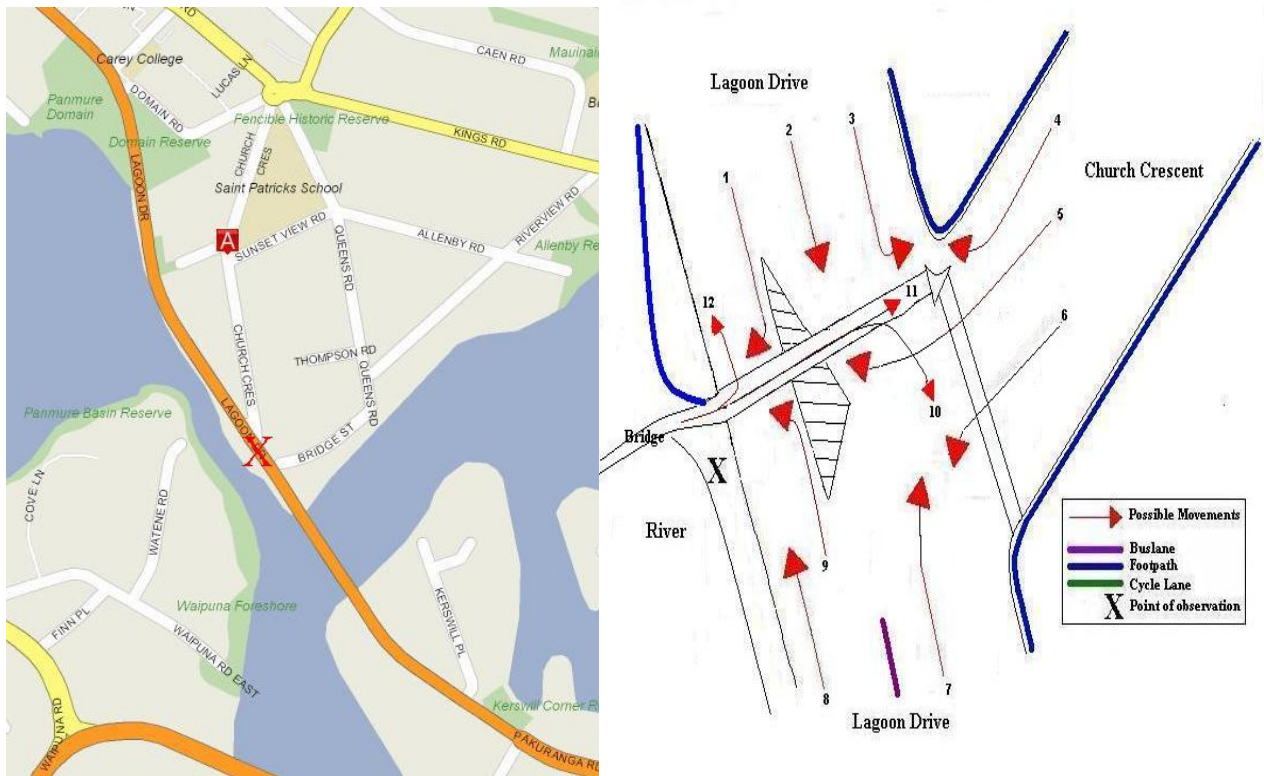 RD
CAEN RD
Mauinai
Carey College
LUCAS LN
Panmure
Domain
DOMAIN RD
Fencible Historic Reserve
Domain Reserve
KINGS RD
CHURCH
CRES
LAGOON DR
Saint Patricks School
RIVERVIEW RD
A
SUNSET VIEW RD
QUEENS RD
ALLENBY RD
Allenby Re
CHURCH CRES
THOMPSON RD
QUEENS RD
Panmure Basin Reserve
LAGOON
X
BRIDGE ST
COVE LN
WATENE RD
Waipuna Foreshore
KERSWILL PL
FINN PL
WAIPUNA RD EAST
WAIPUNA RD
Kerswill Corner R
PAKURANGA RD
Lagoon Drive
2
3
4
1
Church Crescent
5
12
11
6
10
Bridge
X
River
9
8
7
Lagoon Drive
Possible Movements
Buslane
Footpath
Cycle Lane
X Point of observation